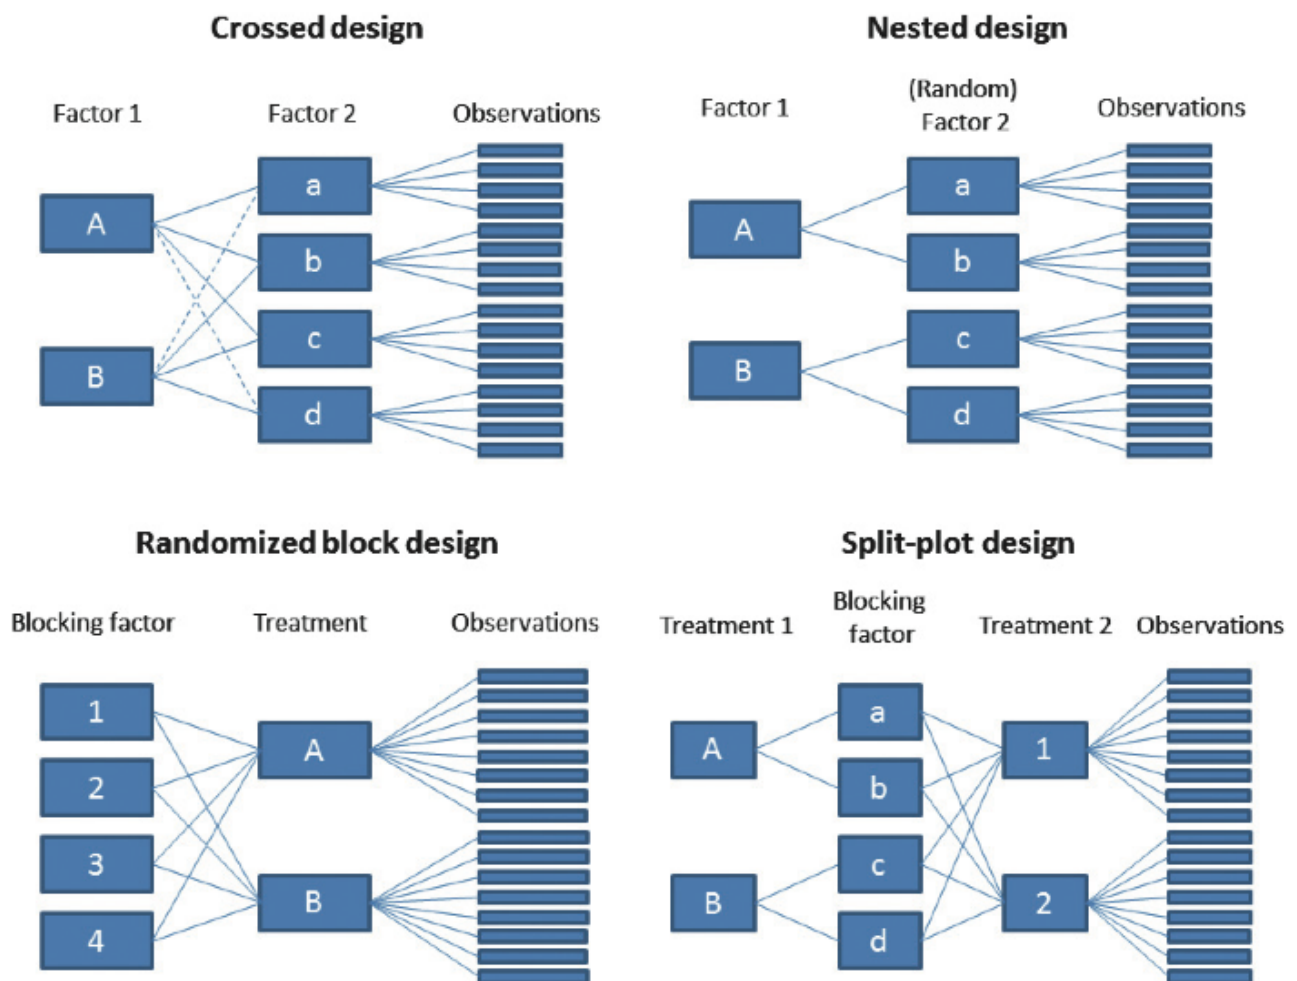 Crossed design
Factor 1
Factor 2
Observations
A
B
a
b
c
d
Nested design
Factor 1
(Random)
Factor 2
Observations
A
B
a
b
c
d
Randomized block design
Blocking factor
Treatment
Observations
1
2
3
4
A
B
Split-plot design
Treatment 1
Blocking
factor
Treatment 2
Observations
A
B
a
b
c
d
1
2